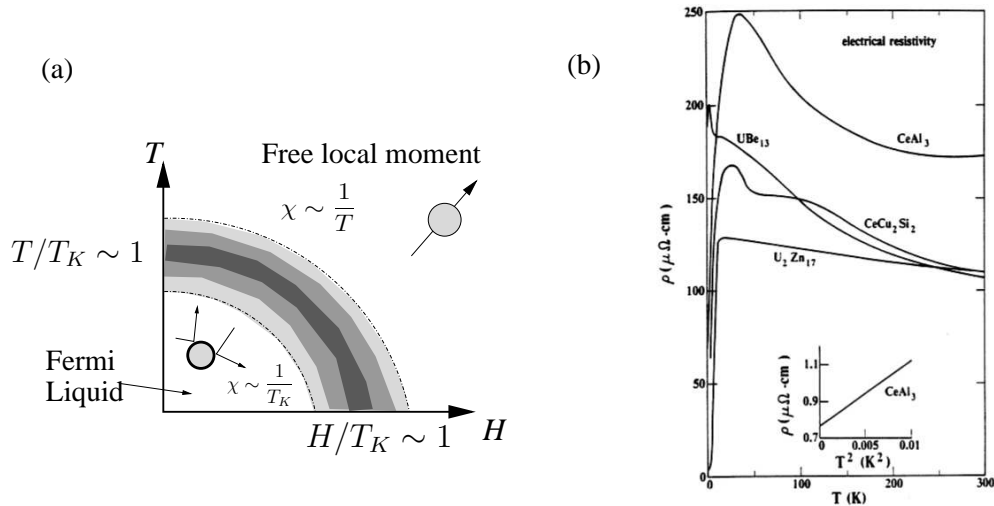 (a)
T
Free local moment
χ ∼ 1/T
T/T_K ∼ 1
Fermi
Liquid
χ ∼ 1/T_K
H/T_K ∼ 1
H
(b)
250
200
150
100
50
0
ρ (μΩ-cm)
electrical resistivity
CeAl₃
UBe₁₃
CeCu₂Si₂
U₂Zn₁₇
1.1
0.9
0.7
ρ (μΩ-cm)
CeAl₃
0 0.005 0.01
T² (K²)
0 100 200 300
T (K)